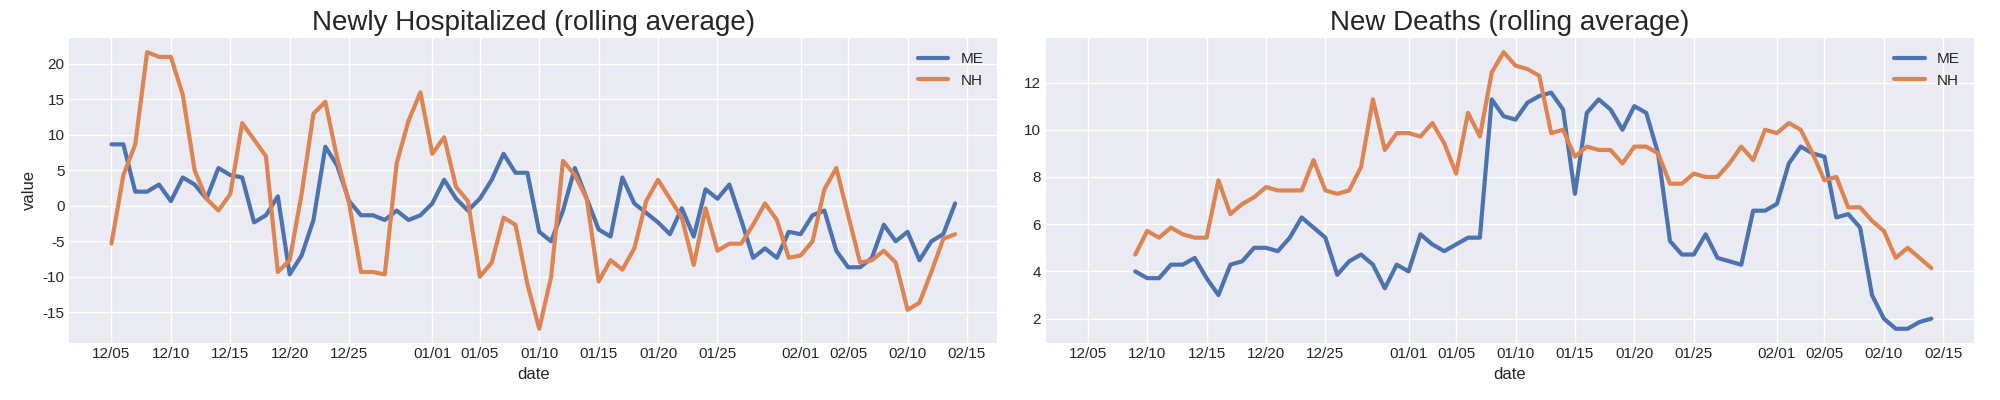 Newly Hospitalized (rolling average)
ME
NH
20
15
10
5
0
-5
-10
-15
value
12/05 12/10 12/15 12/20 12/25 01/01 01/05 01/10 01/15 01/20 01/25 02/01 02/05 02/10 02/15
date
New Deaths (rolling average)
ME
NH
12
10
8
6
4
2
12/05 12/10 12/15 12/20 12/25 01/01 01/05 01/10 01/15 01/20 01/25 02/01 02/05 02/10 02/15
date